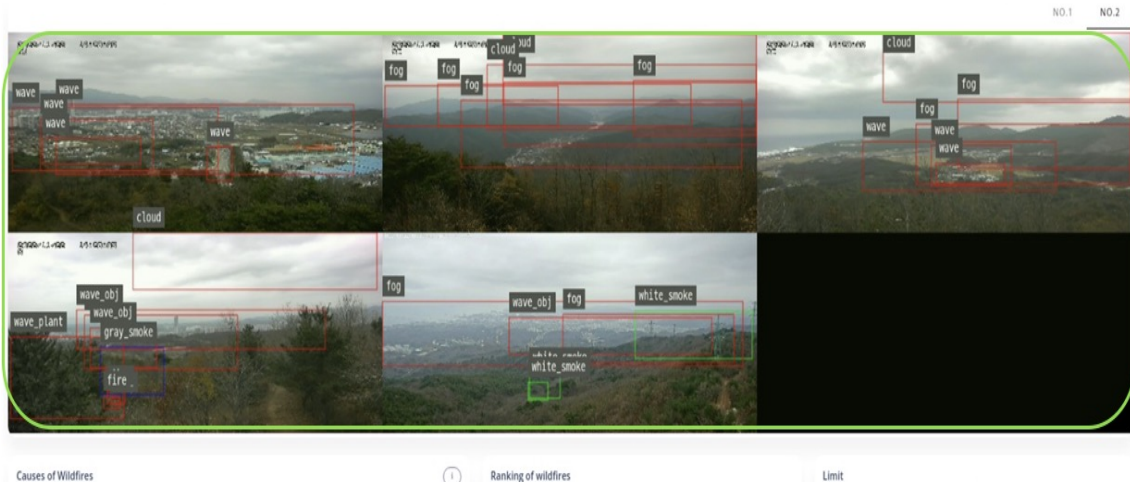 NO.1 NO.2
wave
wave
wave
wave
wave
cloud
fog
fog
fog
fog
fog
cloud
fog
fog
wave
wave
wave
cloud
wave_obj
wave_obj
wave_plant
gray_smoke
fire
fog
wave_obj
fog
white_smoke
white_smoke
white_smoke
Causes of Wildfires
i
Ranking of wildfires
Limit